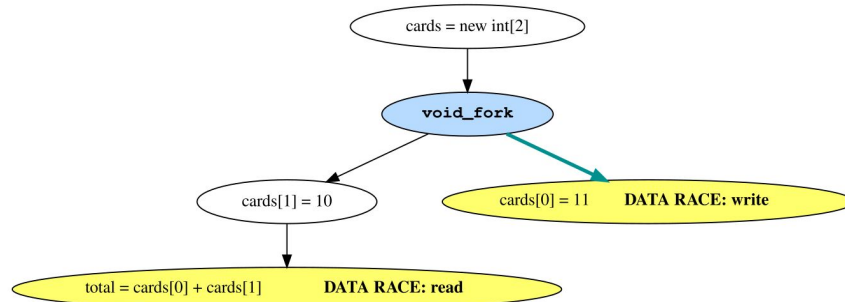 cards = new int[2]
void_fork
cards[1] = 10
cards[0] = 11 DATA RACE: write
total = cards[0] + cards[1] DATA RACE: read